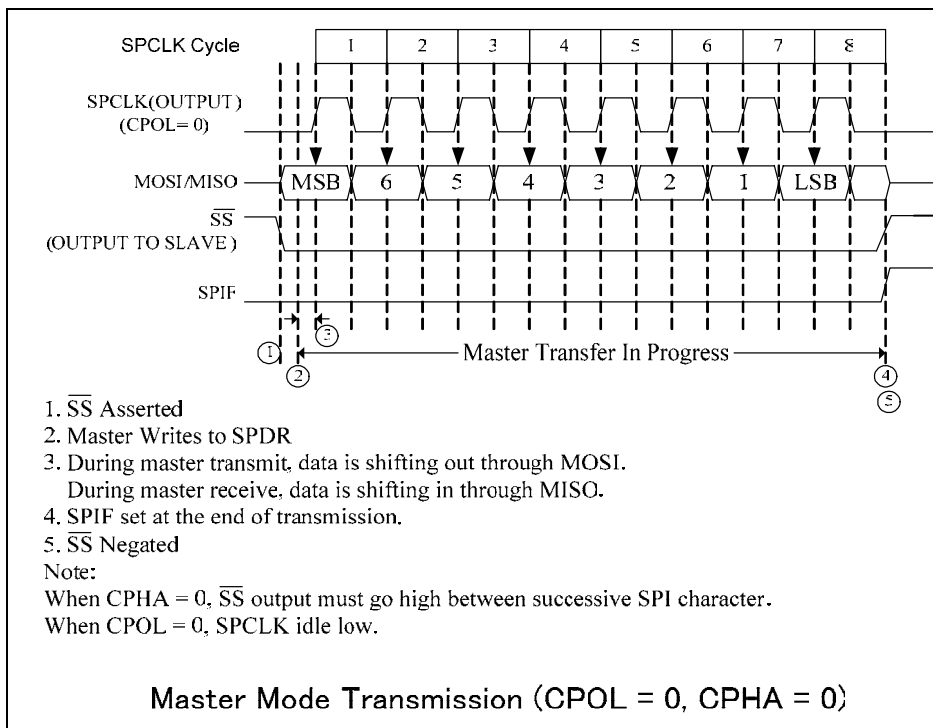 SPCLK Cycle 1 2 3 4 5 6 7 8
SPCLK(OUTPUT)
(CPOL= 0)
MOSI/MISO MSB 6 5 4 3 2 1 LSB
S̅S̅
(OUTPUT TO SLAVE)
SPIF
③
① ② Master Transfer In Progress ④
⑤
1. S̅S̅ Asserted
2. Master Writes to SPDR
3. During master transmit, data is shifting out through MOSI.
During master receive, data is shifting in through MISO.
4. SPIF set at the end of transmission.
5. S̅S̅ Negated
Note:
When CPHA = 0, S̅S̅ output must go high between successive SPI character.
When CPOL = 0, SPCLK idle low.
Master Mode Transmission (CPOL = 0, CPHA = 0)